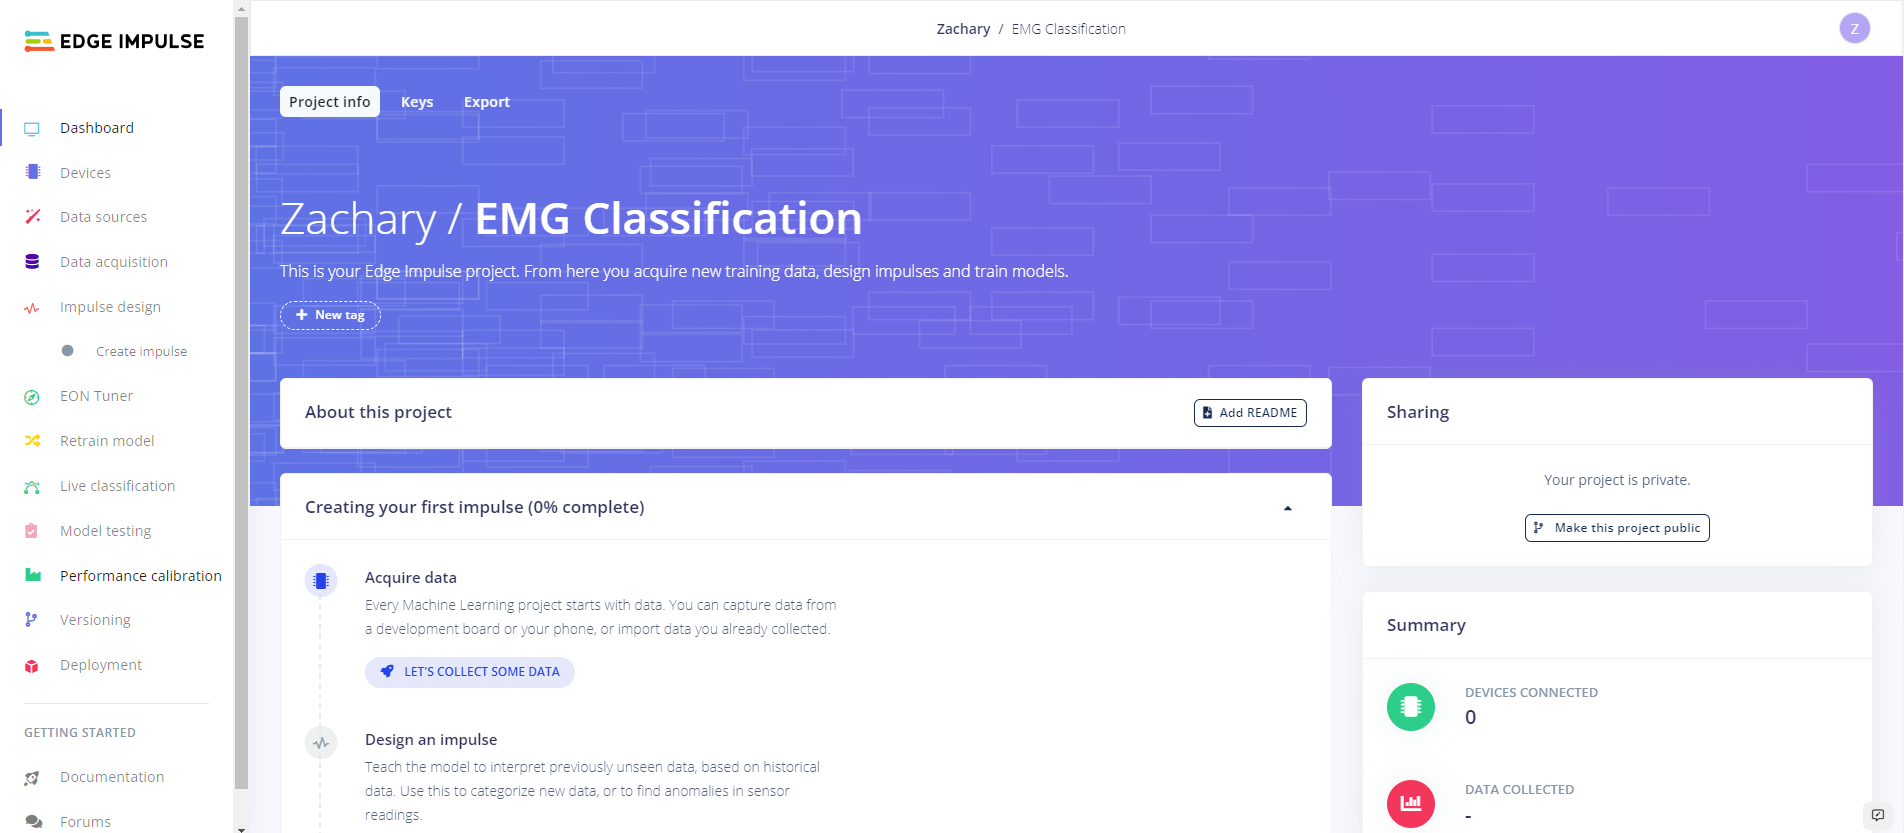 EDGE IMPULSE
Dashboard
Devices
Data sources
Data acquisition
Impulse design
Create impulse
EON Tuner
Retrain model
Live classification
Model testing
Performance calibration
Versioning
Deployment
GETTING STARTED
Documentation
Forums
Zachary / EMG Classification
Z
Project info Keys Export
Zachary / EMG Classification
This is your Edge Impulse project. From here you acquire new training data, design impulses and train models.
+ New tag
About this project
Add README
Creating your first impulse (0% complete)
Acquire data
Every Machine Learning project starts with data. You can capture data from
a development board or your phone, or import data you already collected.
LET'S COLLECT SOME DATA
Design an impulse
Teach the model to interpret previously unseen data, based on historical
data. Use this to categorize new data, or to find anomalies in sensor
readings.
Sharing
Your project is private.
Make this project public
Summary
DEVICES CONNECTED
0
DATA COLLECTED
-